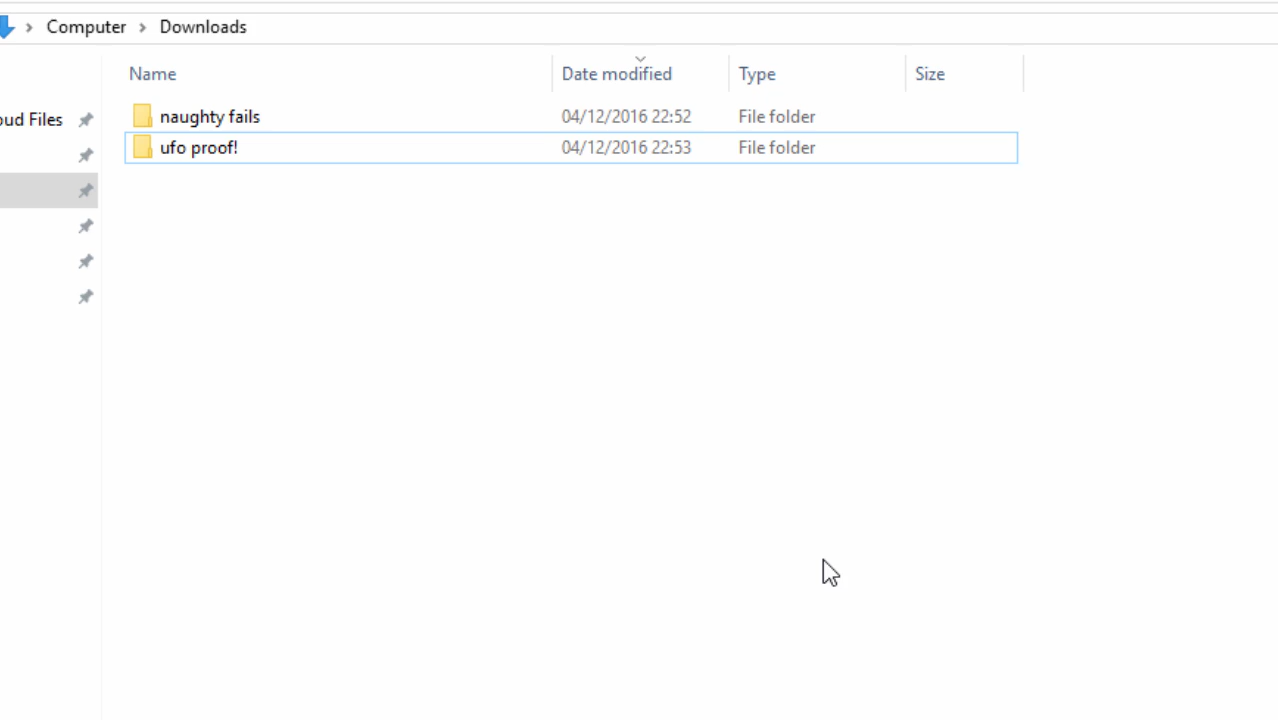 Computer > Downloads
Name Date modified Type Size
oud Files
naughty fails 04/12/2016 22:52 File folder
ufo proof! 04/12/2016 22:53 File folder